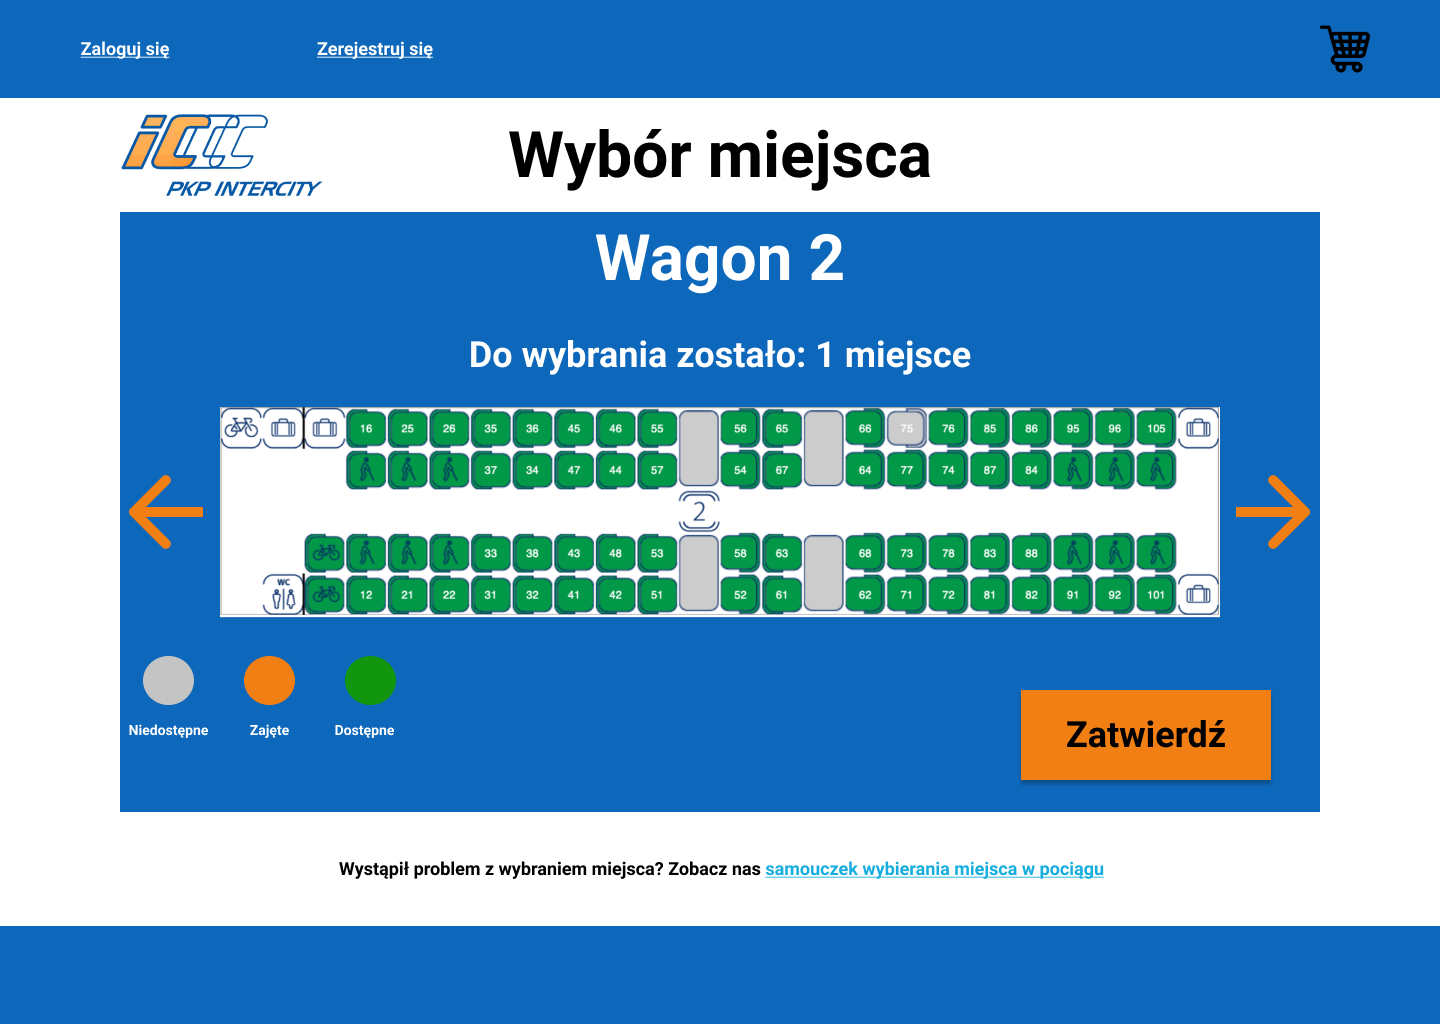 Zaloguj się Zerejestruj się
PKP INTERCITY
Wybór miejsca
Wagon 2
Do wybrania zostało: 1 miejsce
16 25 26 35 36 45 46 55 56 65 66 75 76 85 86 95 96 105
37 34 47 44 57 54 67 64 77 74 87 84
2
33 38 43 48 53 58 63 68 73 78 83 88
WC
12 21 22 31 32 41 42 51 52 61 62 71 72 81 82 91 92 101
Niedostępne Zajęte Dostępne
Zatwierdź
Wystąpił problem z wybraniem miejsca? Zobacz nas samouczek wybierania miejsca w pociągu